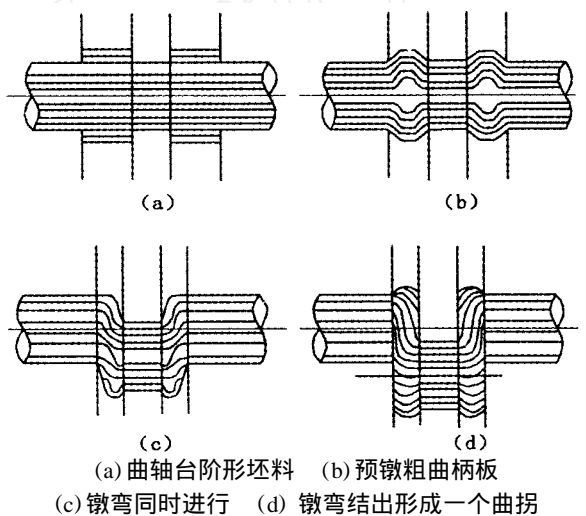 (a)
(b)
(c)
(d)
(a) 曲轴台阶形坯料 (b) 预镦粗曲柄板
(c) 镦弯同时进行 (d) 镦弯结出形成一个曲拐